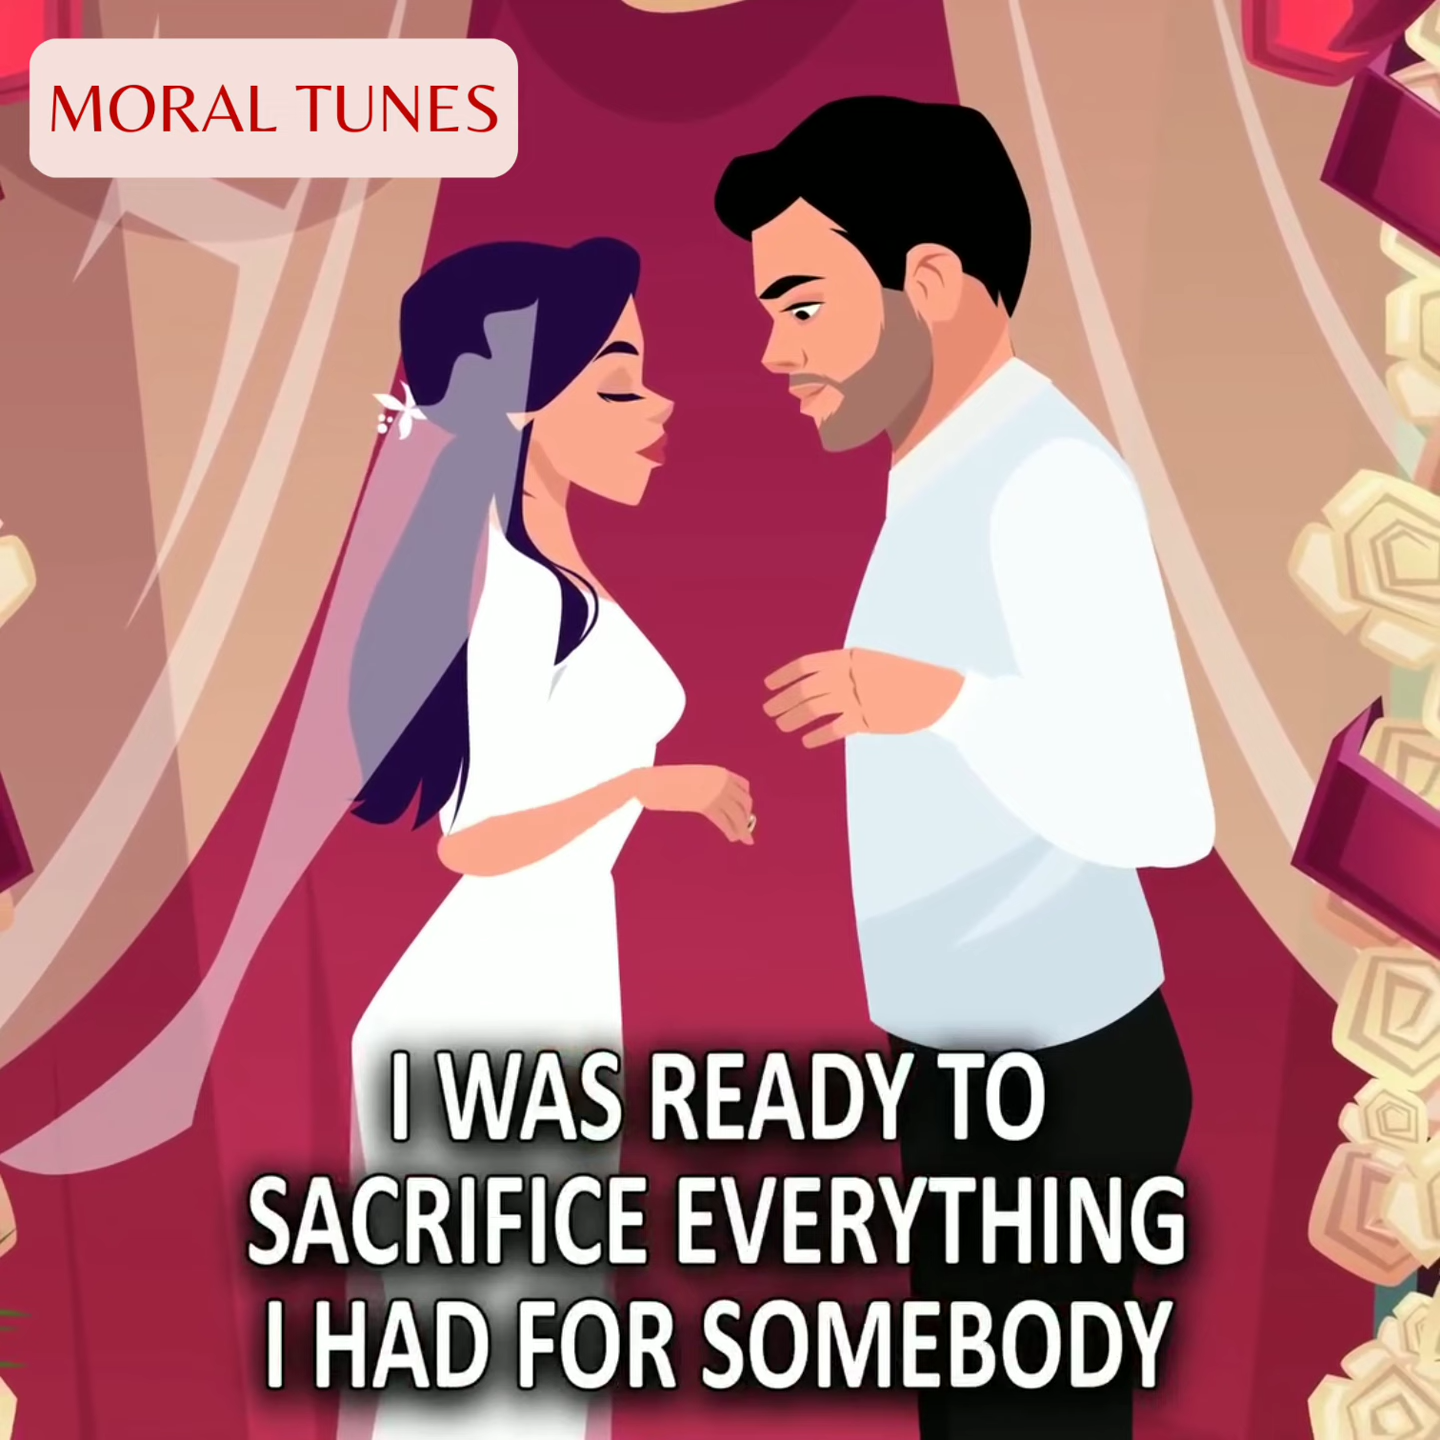 MORAL TUNES
I WAS READY TO
SACRIFICE EVERYTHING
I HAD FOR SOMEBODY